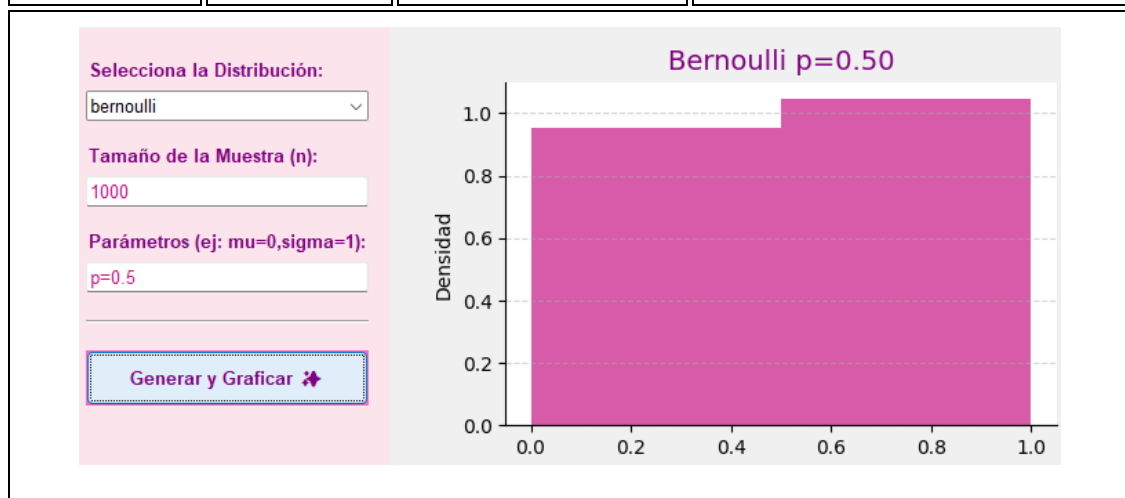 Selecciona la Distribución:
bernoulli
Tamaño de la Muestra (n):
1000
Parámetros (ej: mu=0,sigma=1):
p=0.5
Generar y Graficar
Bernoulli p=0.50
Densidad
1.0
0.8
0.6
0.4
0.2
0.0
0.0 0.2 0.4 0.6 0.8 1.0